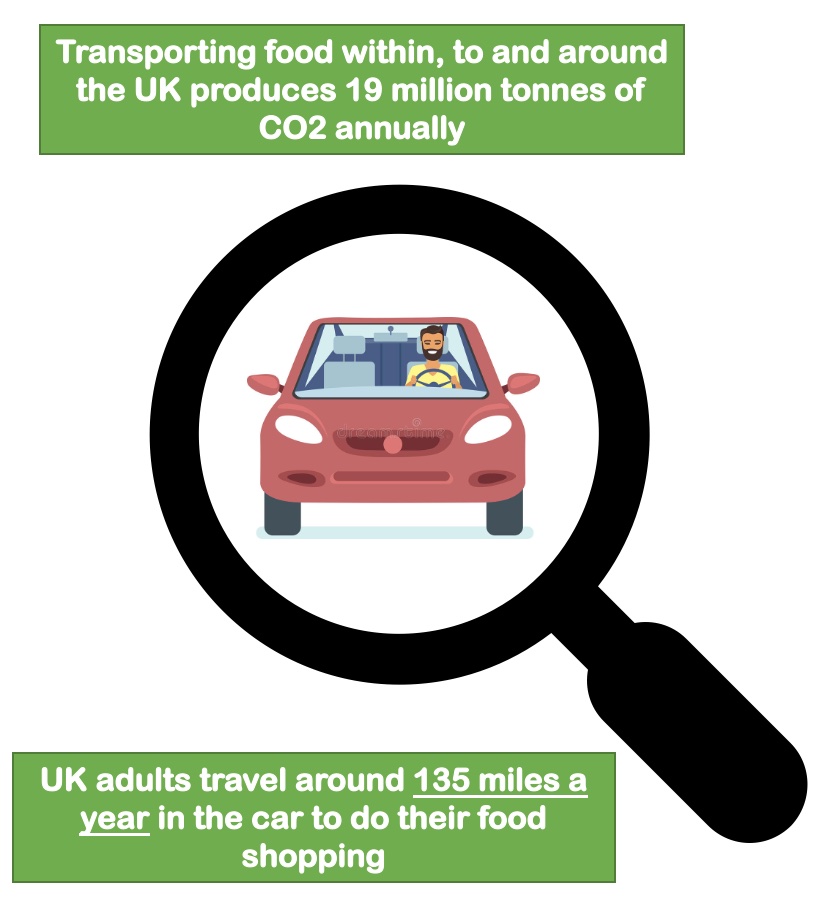 Transporting food within, to and around
the UK produces 19 million tonnes of
CO2 annually
UK adults travel around 135 miles a
year in the car to do their food
shopping